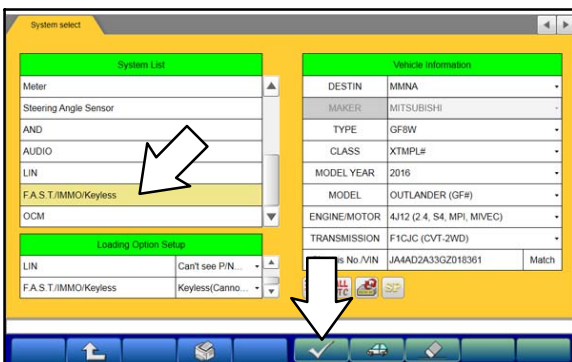 System select
System List
Meter
Steering Angle Sensor
AND
AUDIO
LIN
F.A.S.T./IMMO/Keyless
OCM
Loading Option Setup
LIN Can't see P/N...
F.A.S.T./IMMO/Keyless Keyless(Canno...
Vehicle Information
DESTIN MMNA
MAKER MITSUBISHI
TYPE GF8W
CLASS XTMPL#
MODEL YEAR 2016
MODEL OUTLANDER (GF#)
ENGINE/MOTOR 4J12 (2.4, S4, MPI, MIVEC)
TRANSMISSION F1CJC (CVT-2WD)
No./VIN JA4AD2A33GZ018361 Match